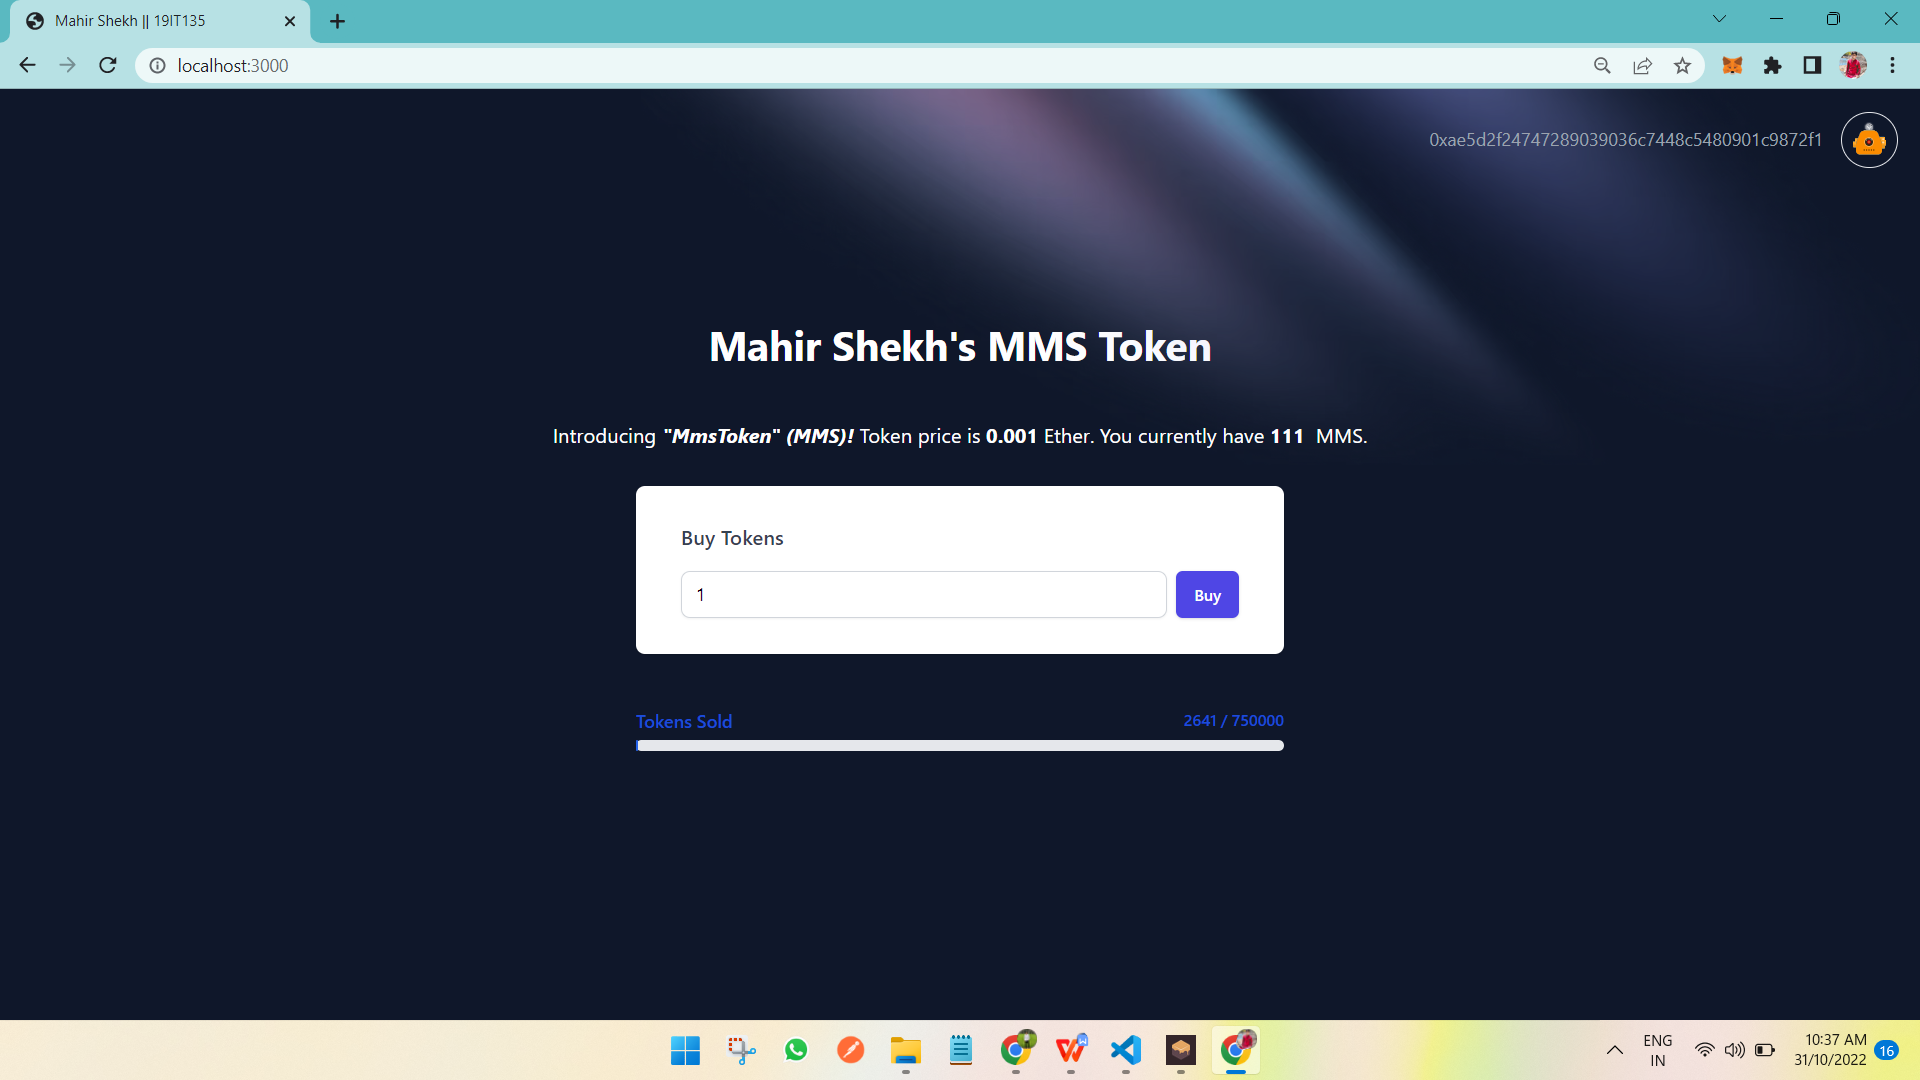 Mahir Shekh || 19IT135
localhost:3000
0xae5d2f24747289039036c7448c5480901c9872f1
Mahir Shekh's MMS Token
Introducing "MmsToken" (MMS)! Token price is 0.001 Ether. You currently have 111 MMS.
Buy Tokens
1
Buy
Tokens Sold
2641 / 750000
ENG
IN
10:37 AM
31/10/2022
16